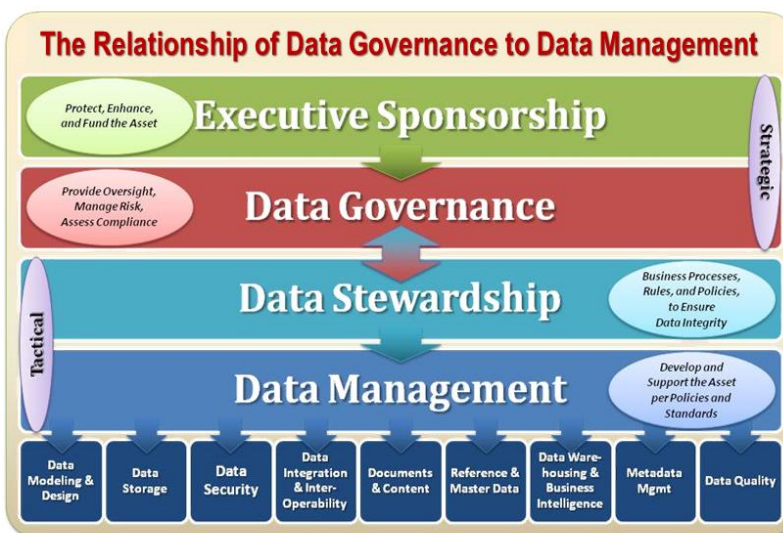 The Relationship of Data Governance to Data Management
Protect, Enhance,
and Fund the Asset
Executive Sponsorship
Strategic
Provide Oversight,
Manage Risk,
Assess Compliance
Data Governance
Tactical
Data Stewardship
Business Processes,
Rules, and Policies,
to Ensure
Data Integrity
Data Management
Develop and
Support the Asset
per Policies and
Standards
Data
Modeling &
Design
Data
Storage
Data
Security
Data
Integration
& Inter-
Operability
Documents
& Content
Reference &
Master Data
Data Ware-
housing &
Business
Intelligence
Metadata
Mgmt
Data Quality